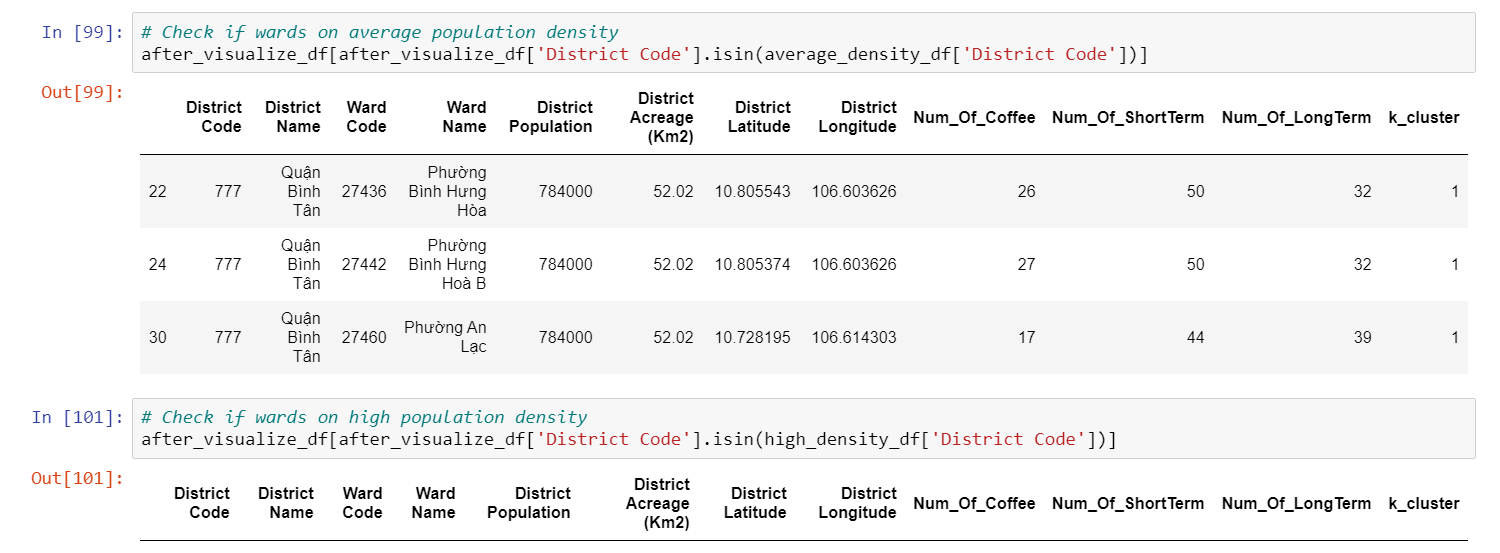 In [99]: # Check if wards on average population density
after_visualize_df[after_visualize_df['District Code'].isin(average_density_df['District Code'])]
Out[99]:
District Code District Name Ward Code Ward Name District Population District Acreage (Km2) District Latitude District Longitude Num_Of_Coffee Num_Of_ShortTerm Num_Of_LongTerm k_cluster
22 777 Quận Bình Tân 27436 Phường Bình Hưng Hòa 784000 52.02 10.805543 106.603626 26 50 32 1
24 777 Quận Bình Tân 27442 Phường Bình Hưng Hoà B 784000 52.02 10.805374 106.603626 27 50 32 1
30 777 Quận Bình Tân 27460 Phường An Lạc 784000 52.02 10.728195 106.614303 17 44 39 1
In [101]: # Check if wards on high population density
after_visualize_df[after_visualize_df['District Code'].isin(high_density_df['District Code'])]
Out[101]:
District Code District Name Ward Code Ward Name District Population District Acreage (Km2) District Latitude District Longitude Num_Of_Coffee Num_Of_ShortTerm Num_Of_LongTerm k_cluster